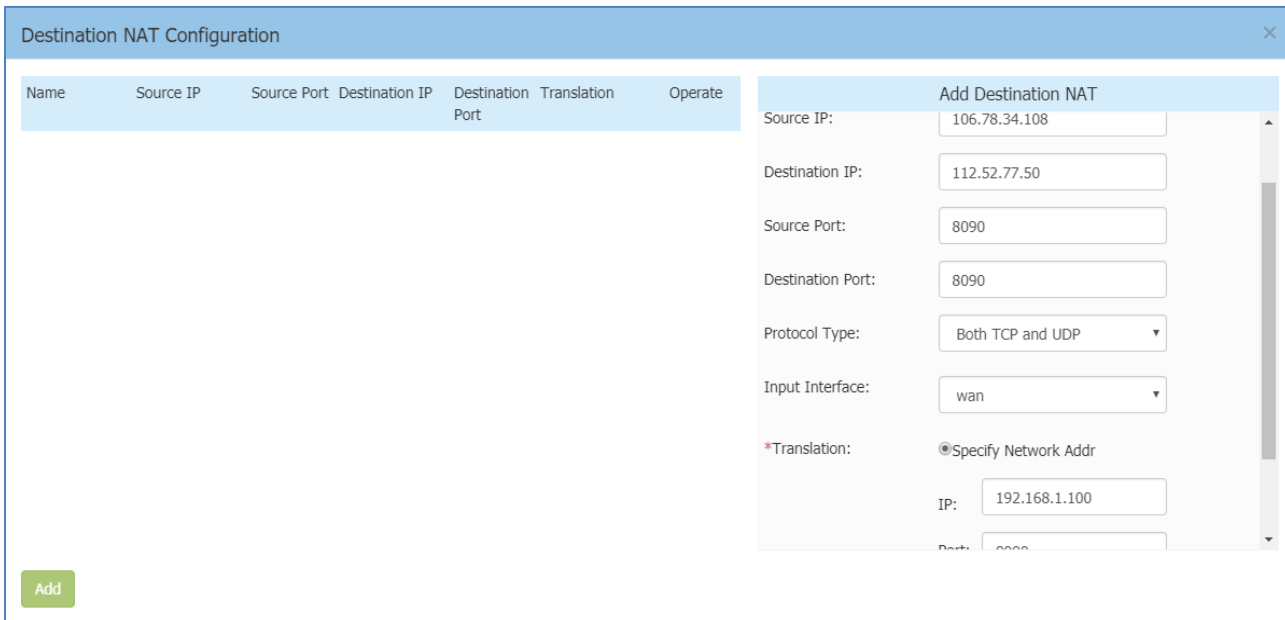 Destination NAT Configuration ×
Name Source IP Source Port Destination IP Destination Port Translation Operate
Add Destination NAT
Source IP: 106.78.34.108
Destination IP: 112.52.77.50
Source Port: 8090
Destination Port: 8090
Protocol Type: Both TCP and UDP
Input Interface: wan
*Translation: Specify Network Addr
IP: 192.168.1.100
Port:
Add